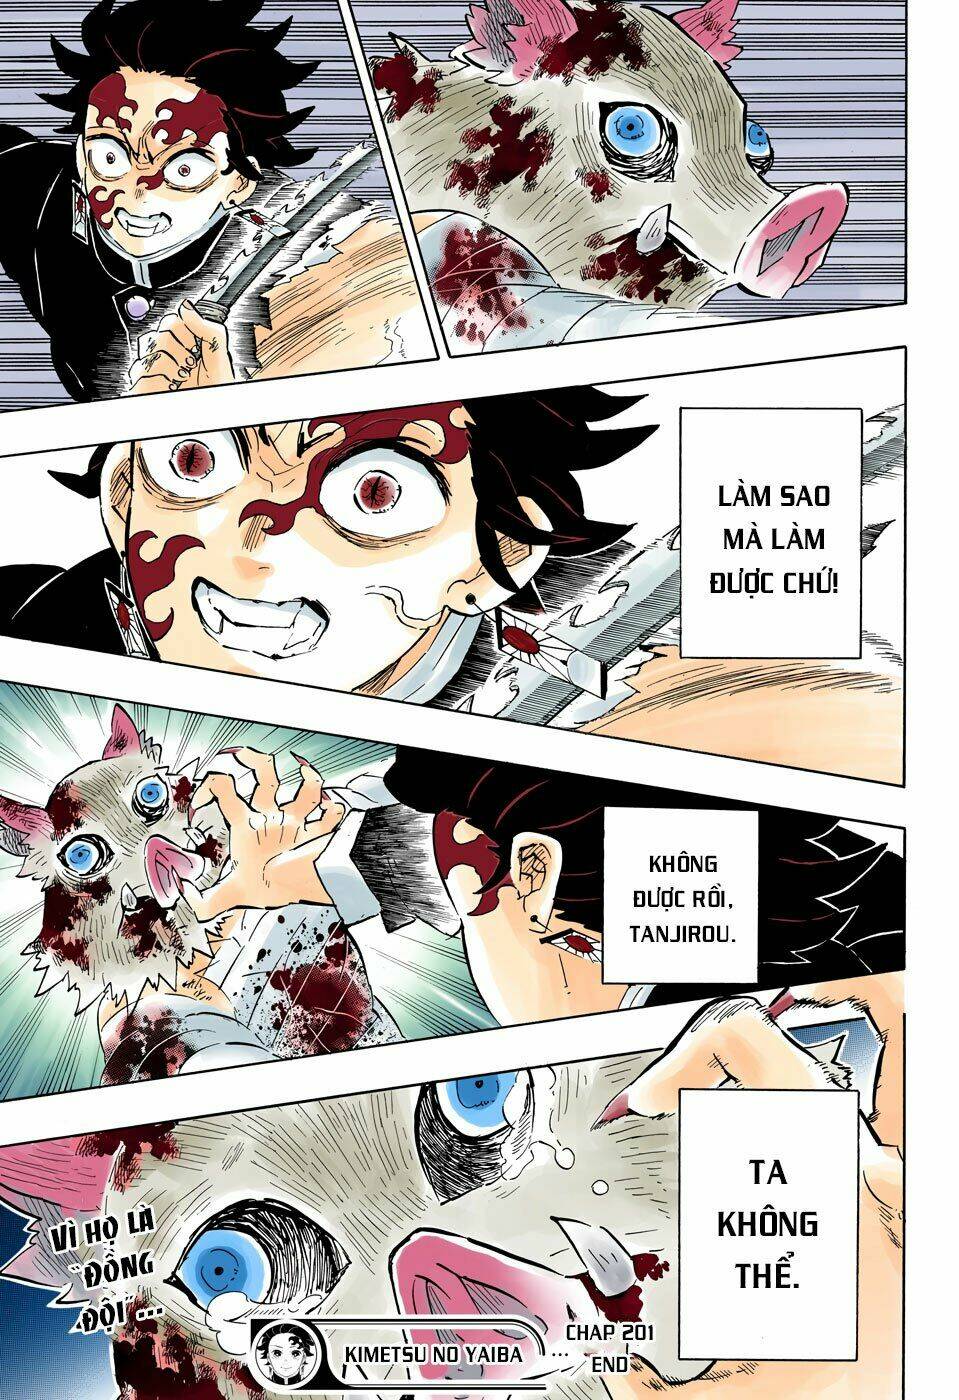 LÀM SAO
MÀ LÀM
ĐƯỢC CHỨ!
KHÔNG
ĐƯỢC RỒI,
TANJIROU.
TA
KHÔNG
THỂ.
VÌ HỌ LÀ
"ĐỒNG
ĐỘI"...
KIMETSU NO YAIBA ...
CHAP 201
END